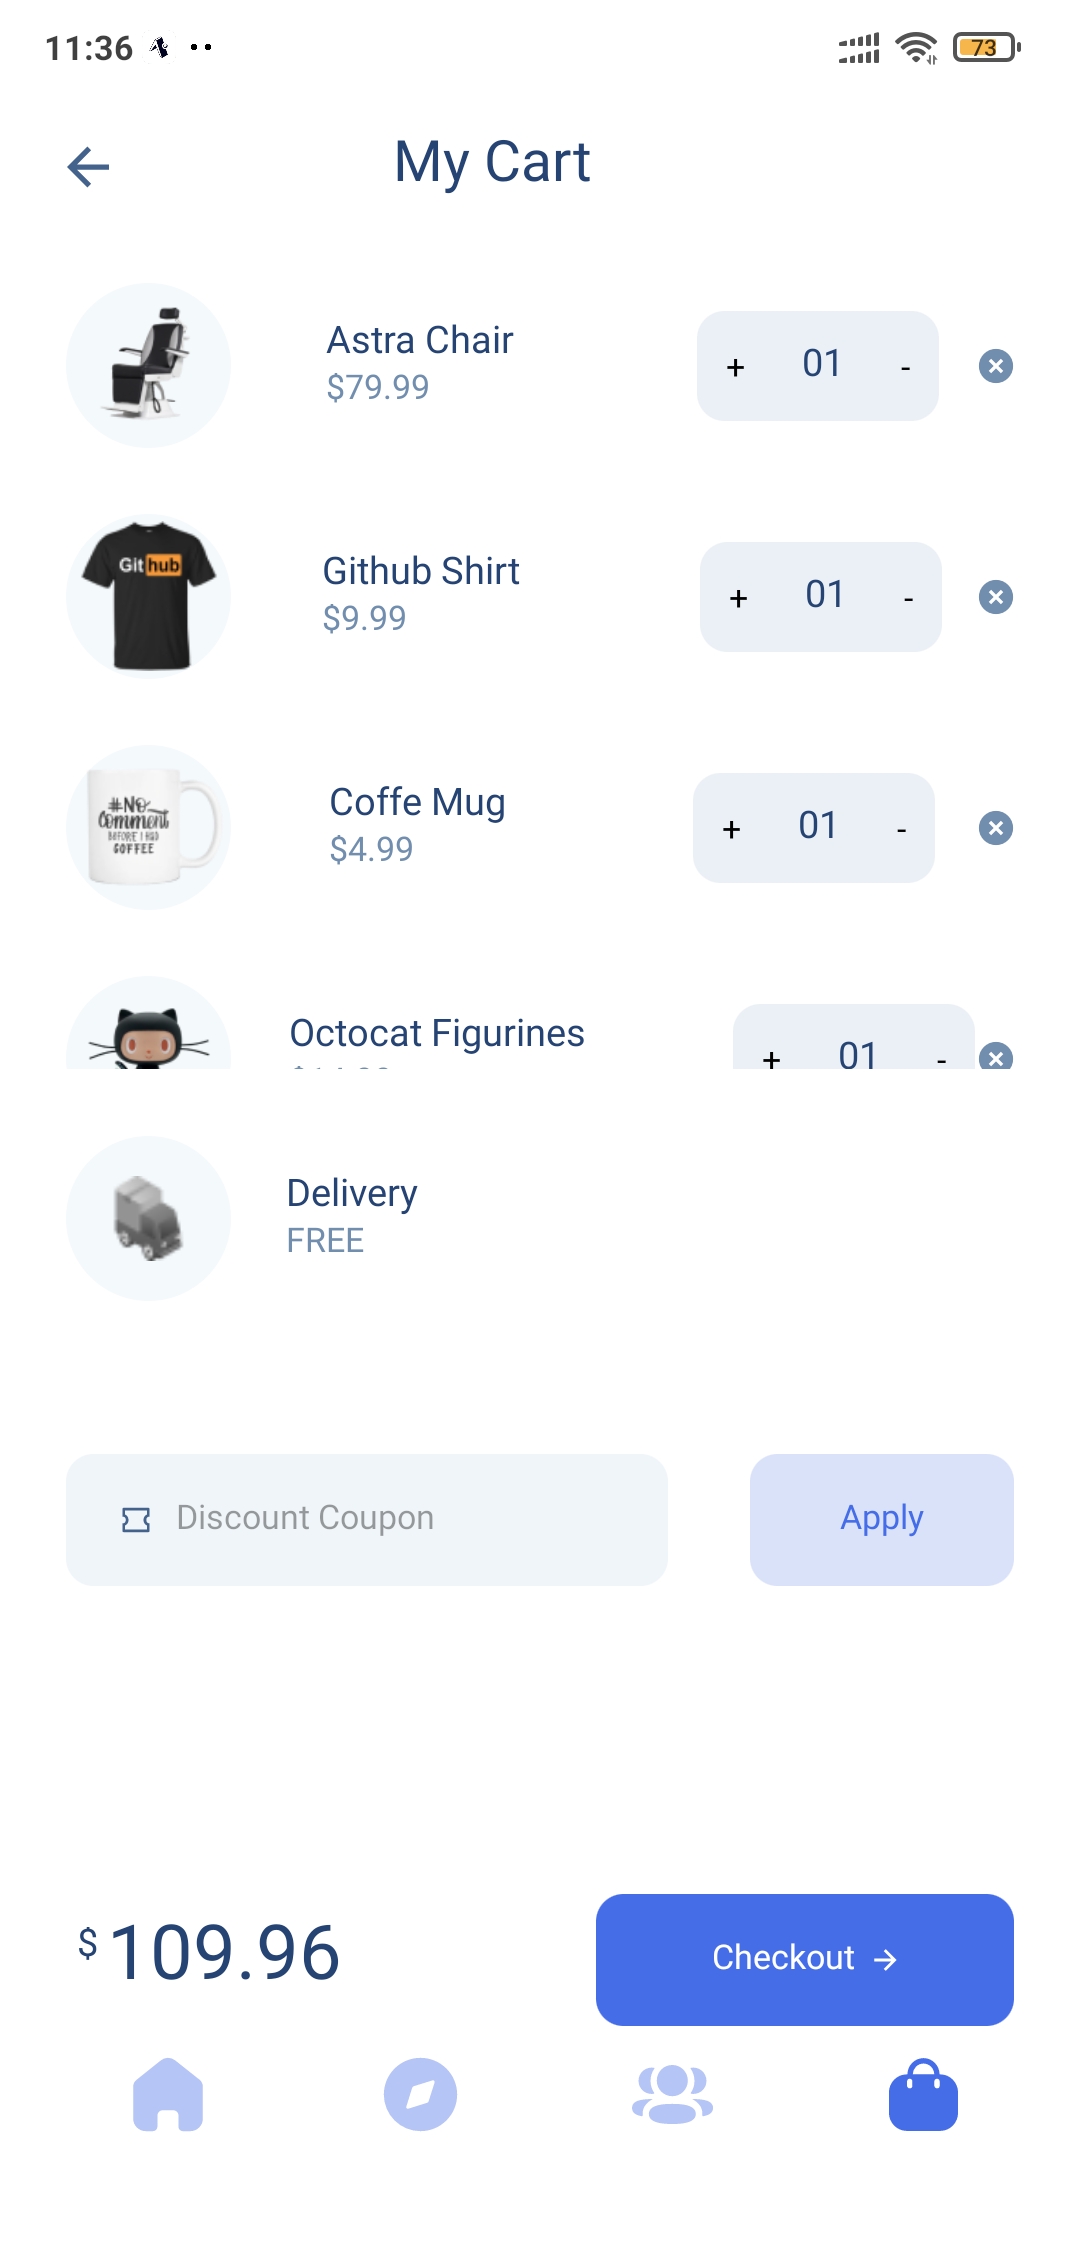 11:36
73
My Cart
Astra Chair
$79.99
+ 01 -
Github Shirt
$9.99
+ 01 -
Git hub
Coffe Mug
$4.99
+ 01 -
#NO
Comment
BEFORE I HAD
COFFEE
Octocat Figurines
+ 01 -
Delivery
FREE
Discount Coupon
Apply
$109.96
Checkout →